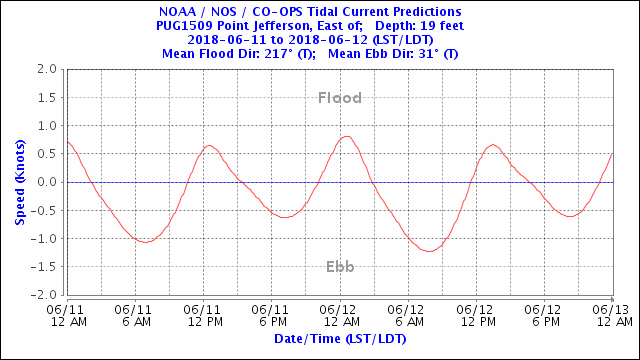 NOAA / NOS / CO-OPS Tidal Current Predictions
PUG1509 Point Jefferson, East of; Depth: 19 feet
2018-06-11 to 2018-06-12 (LST/LDT)
Mean Flood Dir: 217° (T); Mean Ebb Dir: 31° (T)
2.0
1.5
1.0
0.5
0.0
-0.5
-1.0
-1.5
-2.0
Speed (Knots)
Flood
Ebb
06/11 06/11 06/11 06/11 06/12 06/12 06/12 06/12 06/13
12 AM 6 AM 12 PM 6 PM 12 AM 6 AM 12 PM 6 PM 12 AM
Date/Time (LST/LDT)